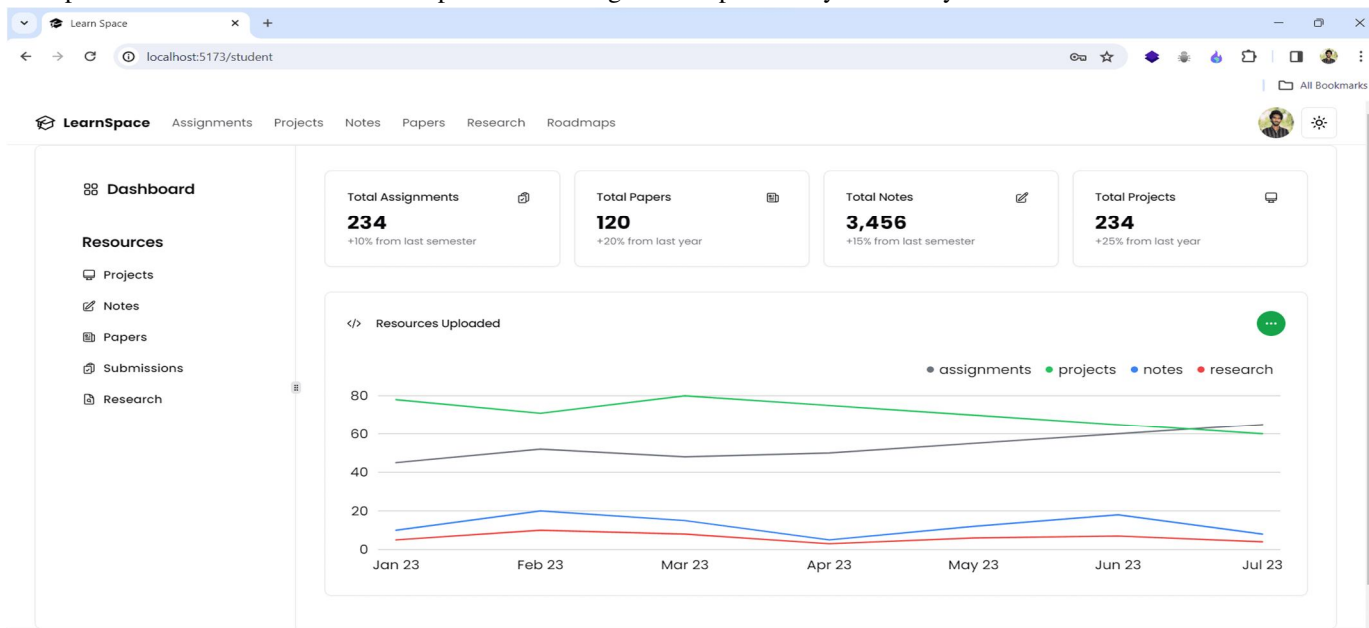 Learn Space
localhost:5173/student
All Bookmarks
LearnSpace Assignments Projects Notes Papers Research Roadmaps
Dashboard
Resources
Projects
Notes
Papers
Submissions
Research
Total Assignments
234
+10% from last semester
Total Papers
120
+20% from last year
Total Notes
3,456
+15% from last semester
Total Projects
234
+25% from last year
</> Resources Uploaded
assignments projects notes research
80
60
40
20
0
Jan 23 Feb 23 Mar 23 Apr 23 May 23 Jun 23 Jul 23